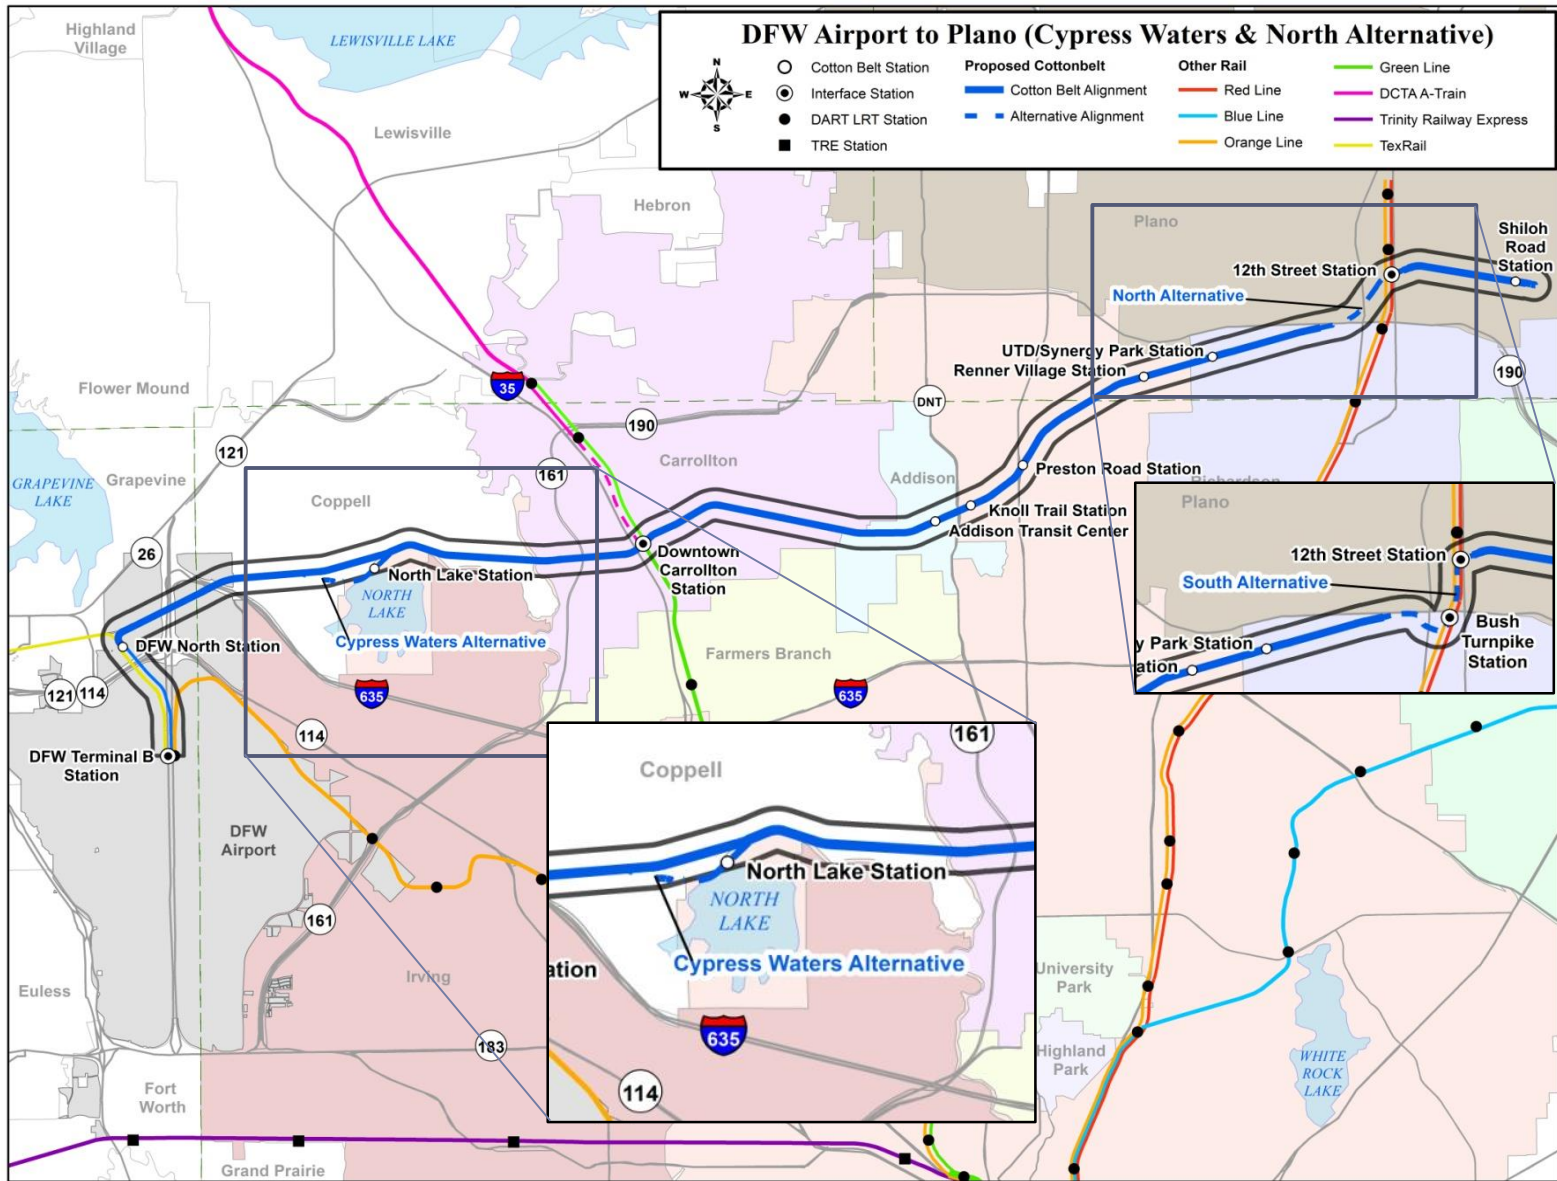 DFW Airport to Plano (Cypress Waters & North Alternative)
N
W
E
S
Cotton Belt Station
Interface Station
DART LRT Station
TRE Station
Proposed Cottonbelt
Cotton Belt Alignment
Alternative Alignment
Other Rail
Red Line
Blue Line
Orange Line
Green Line
DCTA A-Train
Trinity Railway Express
TexRail
Highland
Village
LEWISVILLE LAKE
Lewisville
Hebron
Plano
Shiloh
Road
Station
12th Street Station
North Alternative
UTD/Synergy Park Station
Renner Village Station
190
DNT
35
Flower Mound
190
121
Carrollton
161
Addison
Preston Road Station
Richardson
GRAPEVINE
LAKE
Grapevine
Coppell
Knoll Trail Station
Addison Transit Center
26
Downtown
Carrollton
Station
North Lake Station
NORTH
LAKE
Cypress Waters Alternative
DFW North Station
Farmers Branch
121
114
635
635
114
DFW Terminal B
Station
Plano
12th Street Station
South Alternative
Bush
Turnpike
Station
y Park Station
ation
161
Coppell
North Lake Station
NORTH
LAKE
Cypress Waters Alternative
ation
635
114
DFW
Airport
161
Irving
Euless
183
University
Park
Highland
Park
WHITE
ROCK
LAKE
Fort
Worth
Grand Prairie